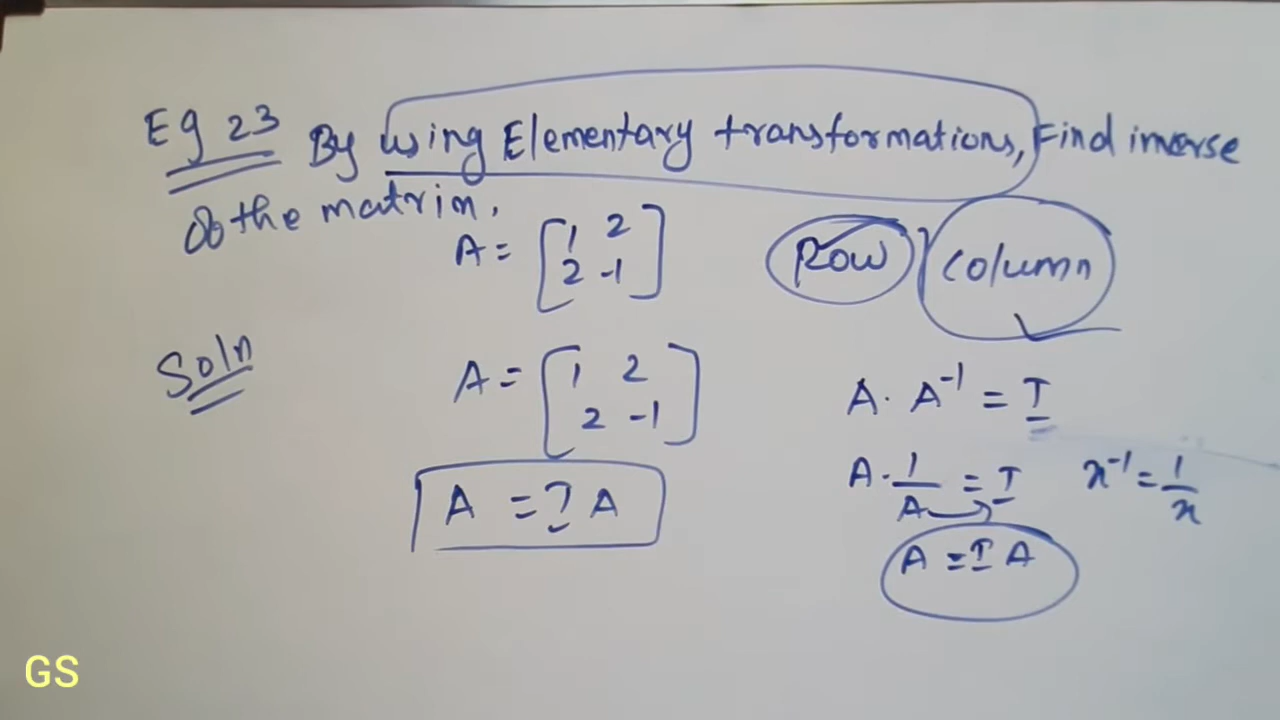 Eg 23 By using Elementary transformations, Find inverse
of the matrix.
A = [1 2
2 -1]
Row column
Soln
A = [1 2
2 -1]
A · A⁻¹ = I
A · 1/A = I x⁻¹ = 1/x
A = I A
A = I A
GS